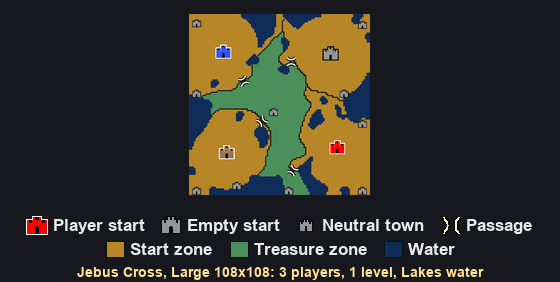 Player start Empty start Neutral town Passage
Start zone Treasure zone Water
Jebus Cross, Large 108x108: 3 players, 1 level, Lakes water